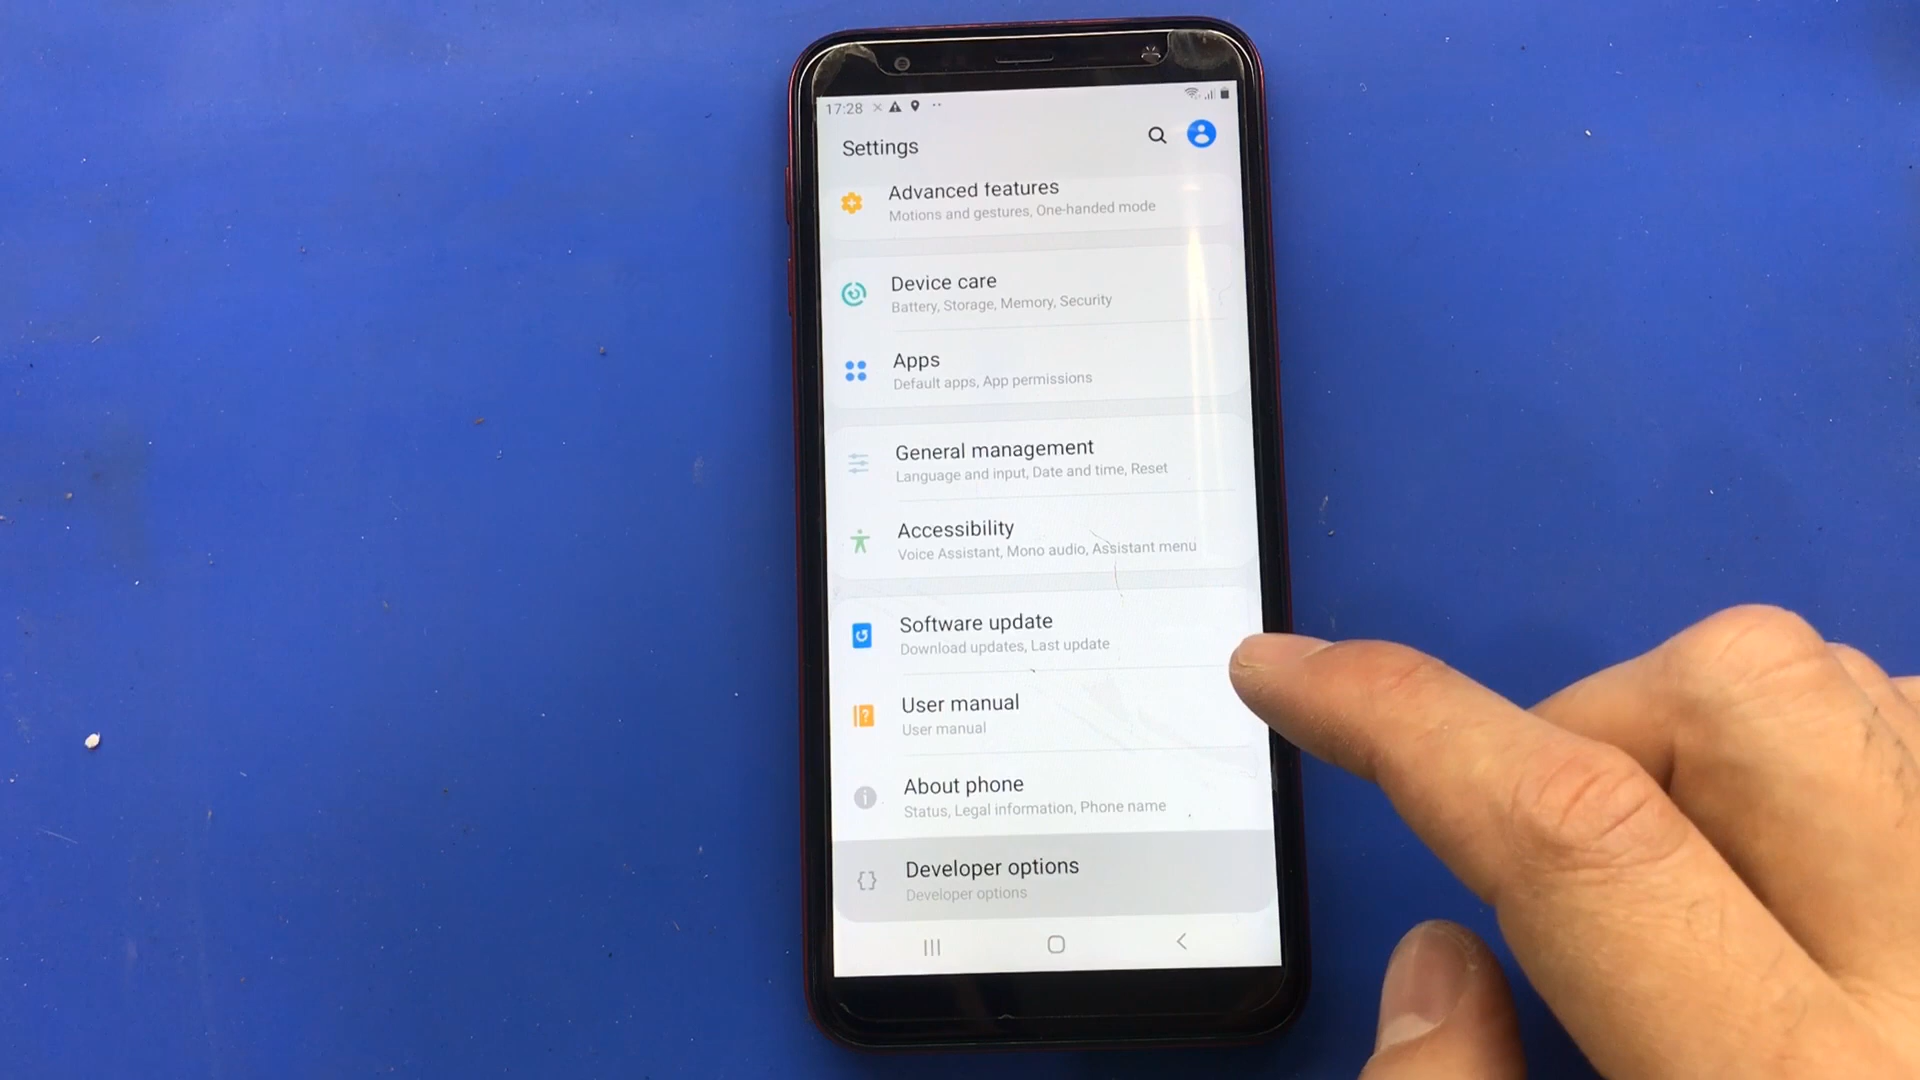 17:28
Settings
Advanced features
Motions and gestures, One-handed mode
Device care
Battery, Storage, Memory, Security
Apps
Default apps, App permissions
General management
Language and input, Date and time, Reset
Accessibility
Voice Assistant, Mono audio, Assistant menu
Software update
Download updates, Last update
User manual
User manual
About phone
Status, Legal information, Phone name
Developer options
Developer options